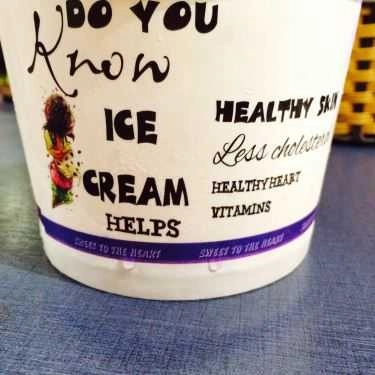 DO YOU
Know
ICE
CREAM
HELPS
HEALTHY SKIN
Less cholesterol
HEALTHY HEART
VITAMINS
SWEET TO THE HEART SWEET TO THE HEART